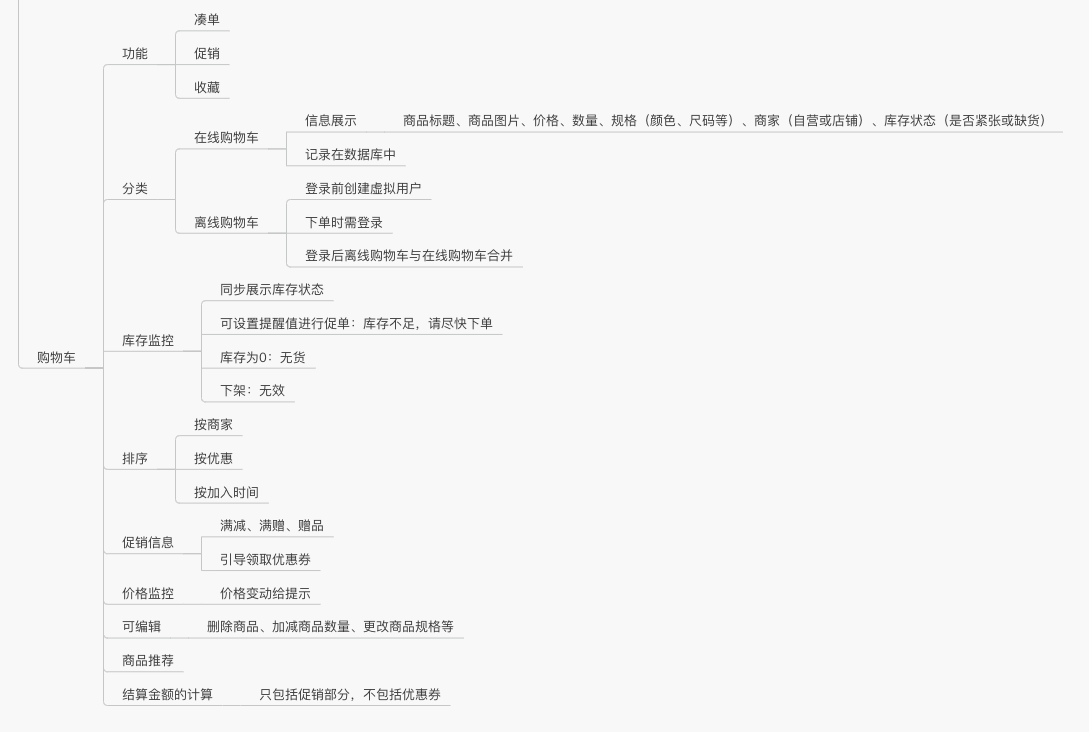 凑单
功能
促销
收藏
信息展示 商品标题、商品图片、价格、数量、规格（颜色、尺码等）、商家（自营或店铺）、库存状态（是否紧张或缺货）
在线购物车
记录在数据库中
分类
登录前创建虚拟用户
离线购物车
下单时需登录
登录后离线购物车与在线购物车合并
同步展示库存状态
可设置提醒值进行促单：库存不足，请尽快下单
库存监控
购物车
库存为0：无货
下架：无效
按商家
排序
按优惠
按加入时间
满减、满赠、赠品
促销信息
引导领取优惠券
价格监控 价格变动给提示
可编辑 删除商品、加减商品数量、更改商品规格等
商品推荐
结算金额的计算 只包括促销部分，不包括优惠券